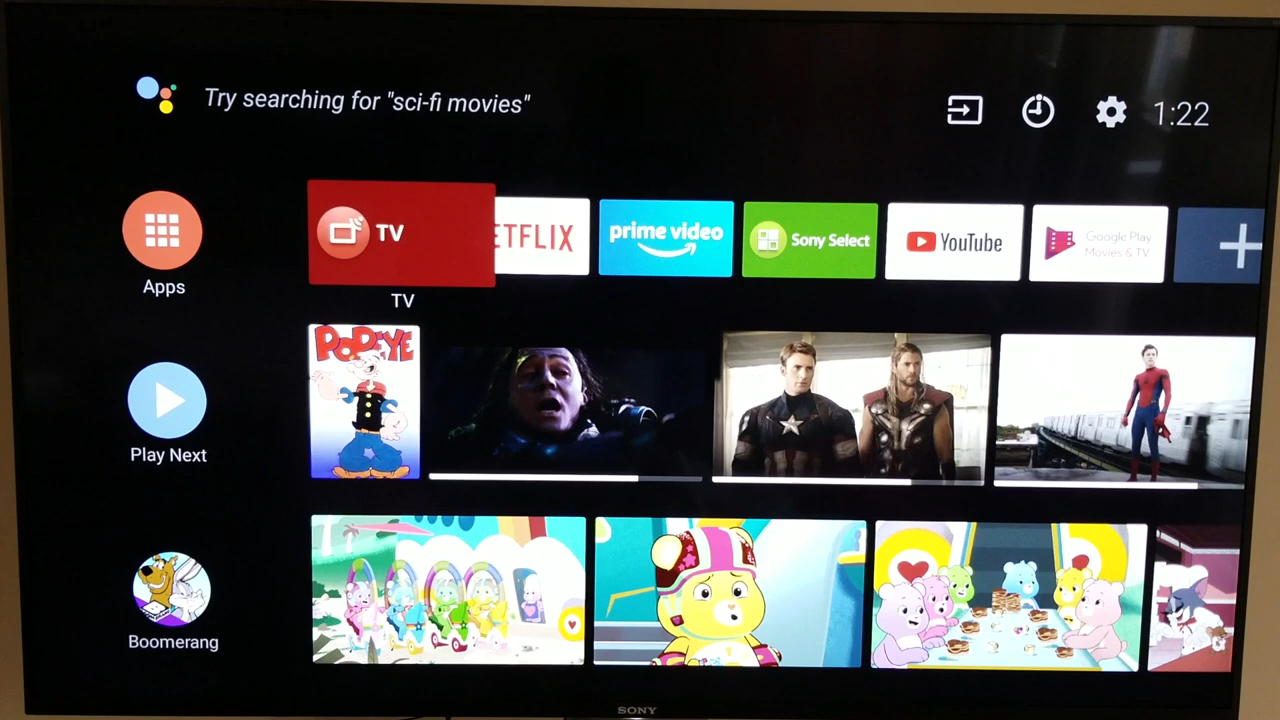 Try searching for "sci-fi movies"
1:22
Apps
TV
ETFLIX
prime video
Sony Select
YouTube
Google Play
Movies & TV
TV
POPEYE
Play Next
Boomerang
SONY